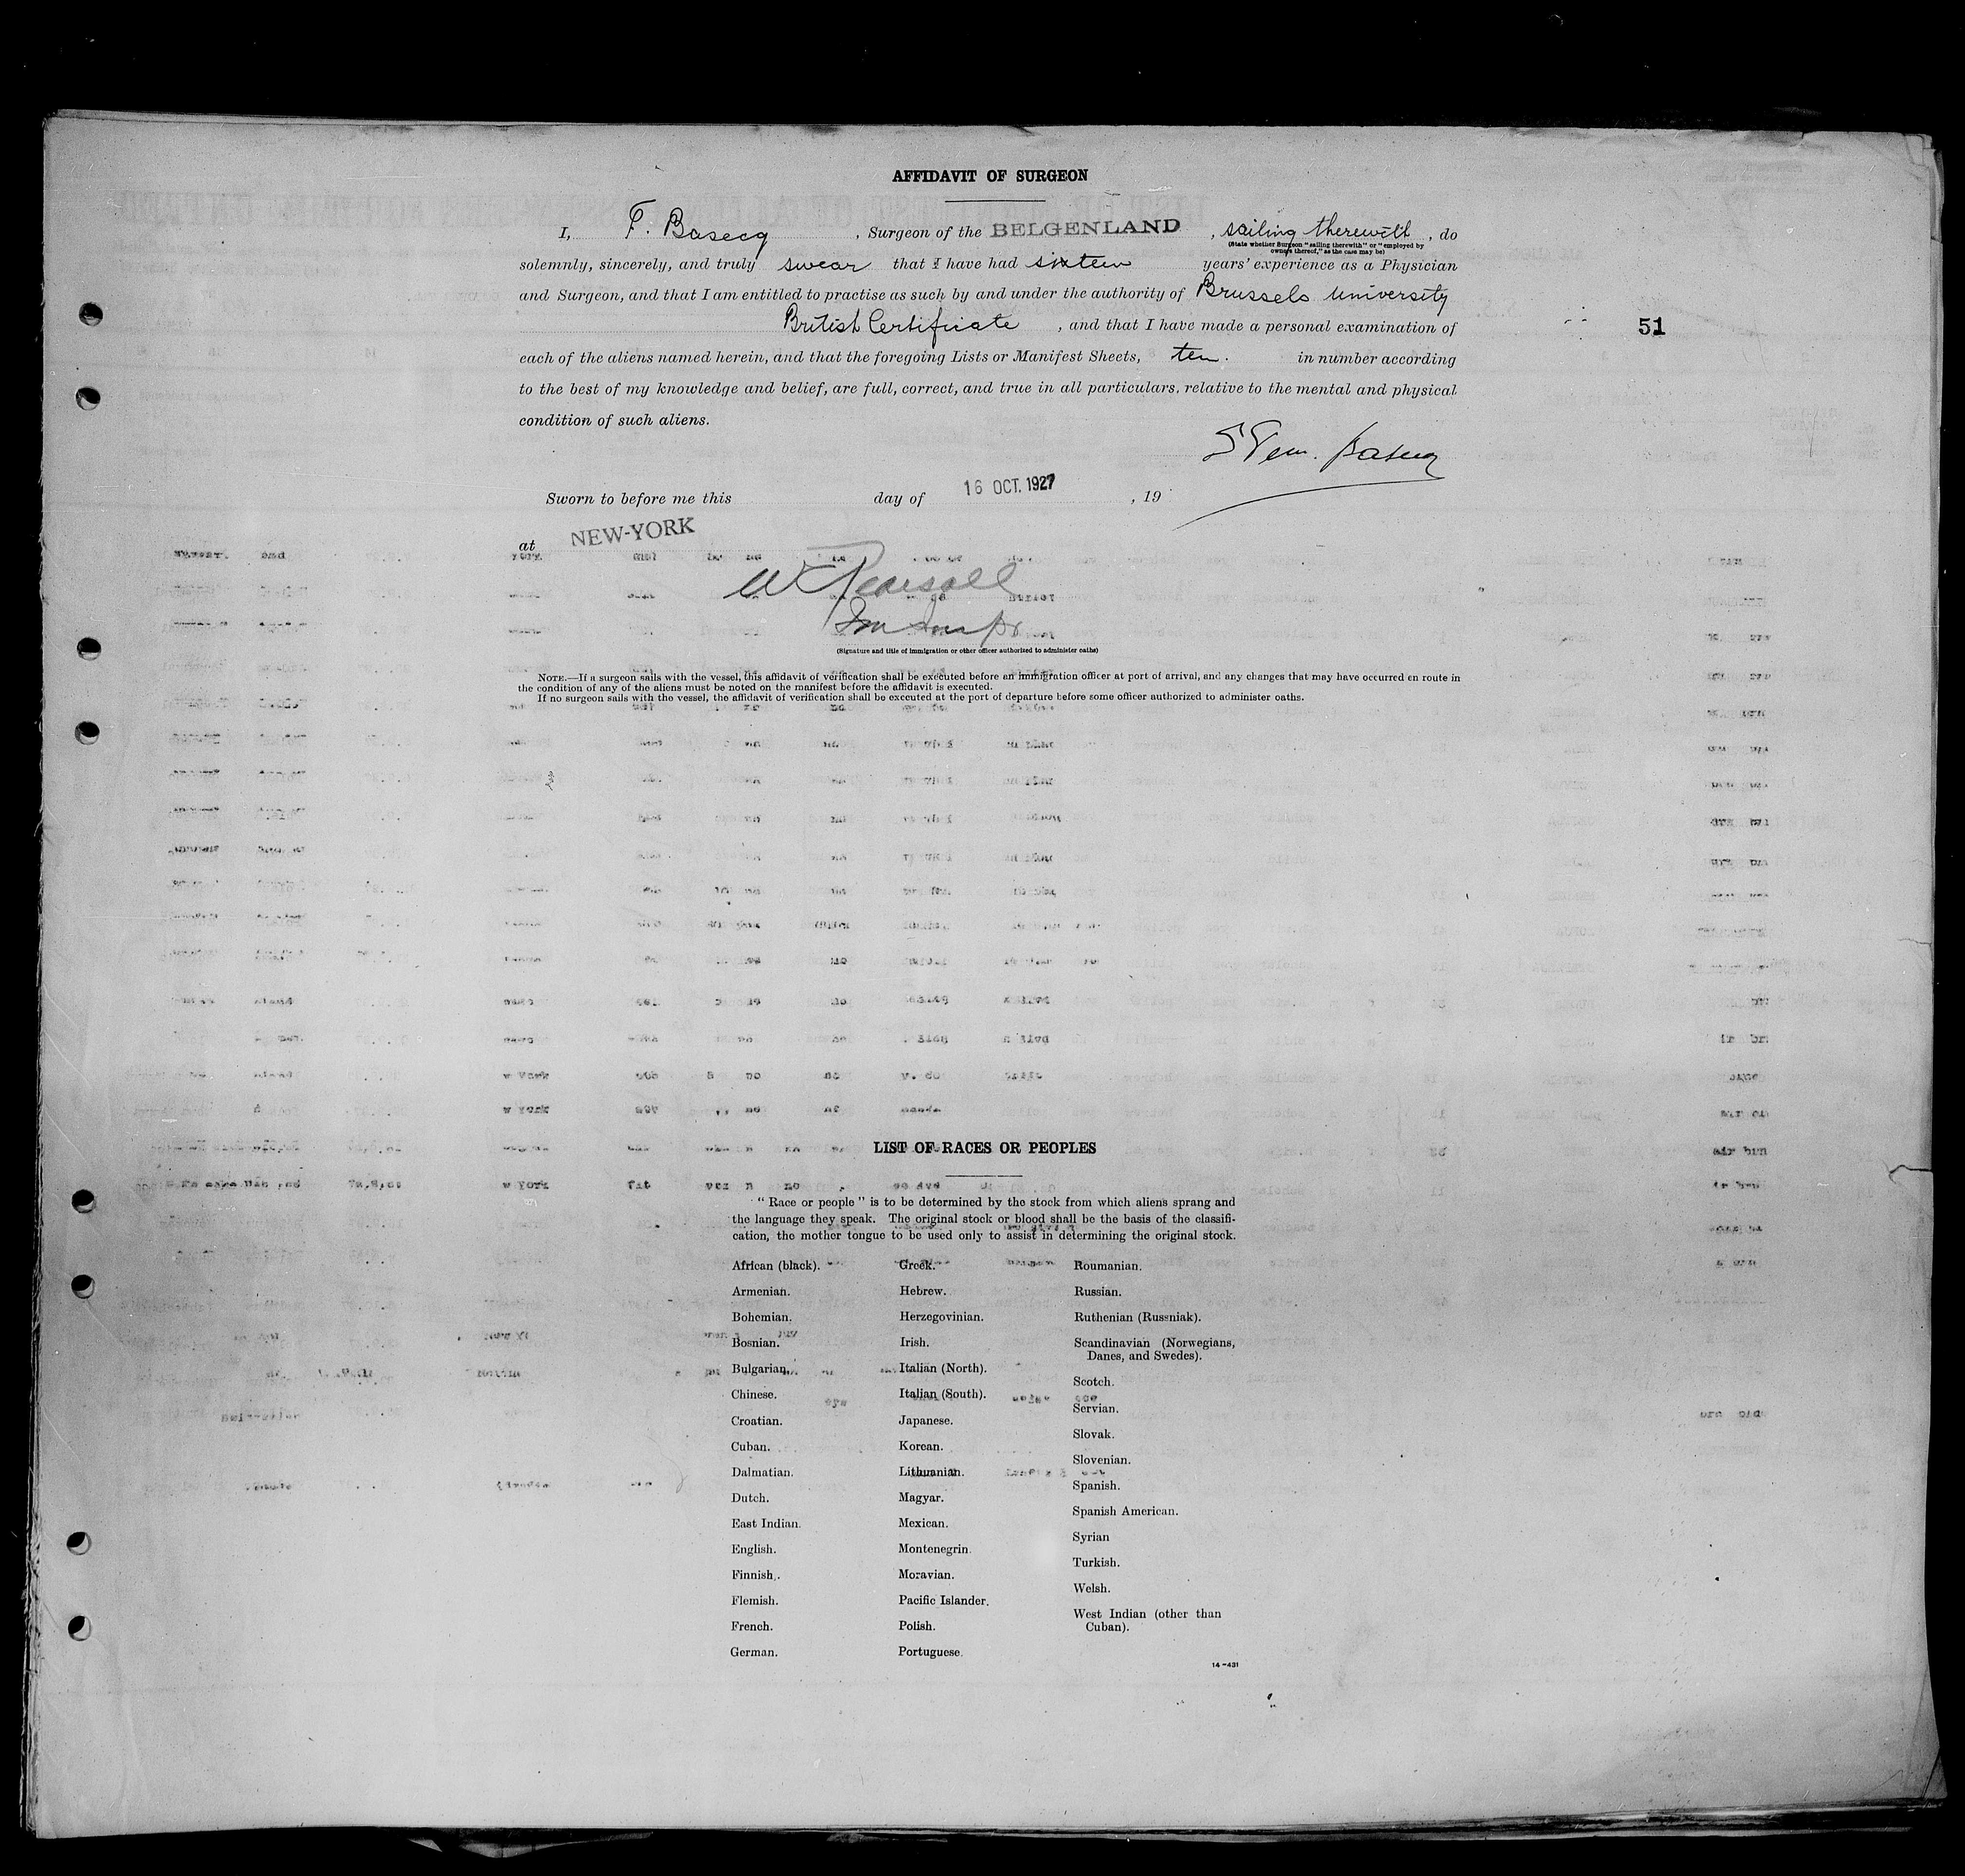 AFFIDAVIT OF SURGEON
I, F. Basecq, Surgeon of the BELGENLAND, sailing therewith, do
(State whether Surgeon "sailing therewith" or "employed by
owners thereof," as the case may be)
solemnly, sincerely, and truly swear that I have had sixteen years' experience as a Physician
and Surgeon, and that I am entitled to practise as such by and under the authority of Brussels University
British Certificate, and that I have made a personal examination of
51
each of the aliens named herein, and that the foregoing Lists or Manifest Sheets, ten. in number according
to the best of my knowledge and belief, are full, correct, and true in all particulars, relative to the mental and physical
condition of such aliens.
Basecq
Sworn to before me this day of 16 OCT. 1927, 19
at NEW-YORK
W Pearsall
(Signature and title of immigration or other officer authorized to administer oaths)
NOTE.—If a surgeon sails with the vessel, this affidavit of verification shall be executed before an immigration officer at port of arrival, and any changes that may have occurred en route in
the condition of any of the aliens must be noted on the manifest before the affidavit is executed.
If no surgeon sails with the vessel, the affidavit of verification shall be executed at the port of departure before some officer authorized to administer oaths.
LIST OF RACES OR PEOPLES
"Race or people" is to be determined by the stock from which aliens sprang and
the language they speak. The original stock or blood shall be the basis of the classifi-
cation, the mother tongue to be used only to assist in determining the original stock.
African (black).
Armenian.
Bohemian.
Bosnian.
Bulgarian.
Chinese.
Croatian.
Cuban.
Dalmatian.
Dutch.
East Indian.
English.
Finnish.
Flemish.
French.
German.
Greek.
Hebrew.
Herzegovinian.
Irish.
Italian (North).
Italian (South).
Japanese.
Korean.
Lithuanian.
Magyar.
Mexican.
Montenegrin.
Moravian.
Pacific Islander.
Polish.
Portuguese.
Roumanian.
Russian.
Ruthenian (Russniak).
Scandinavian (Norwegians,
Danes, and Swedes).
Scotch.
Servian.
Slovak.
Slovenian.
Spanish.
Spanish American.
Syrian
Turkish.
Welsh.
West Indian (other than
Cuban).
14-431